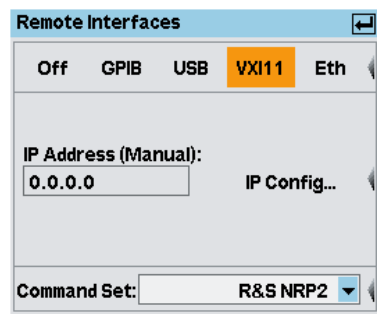 Remote Interfaces
Off GPIB USB VXI11 Eth
IP Address (Manual):
0.0.0.0 IP Config...
Command Set: R&S NRP2